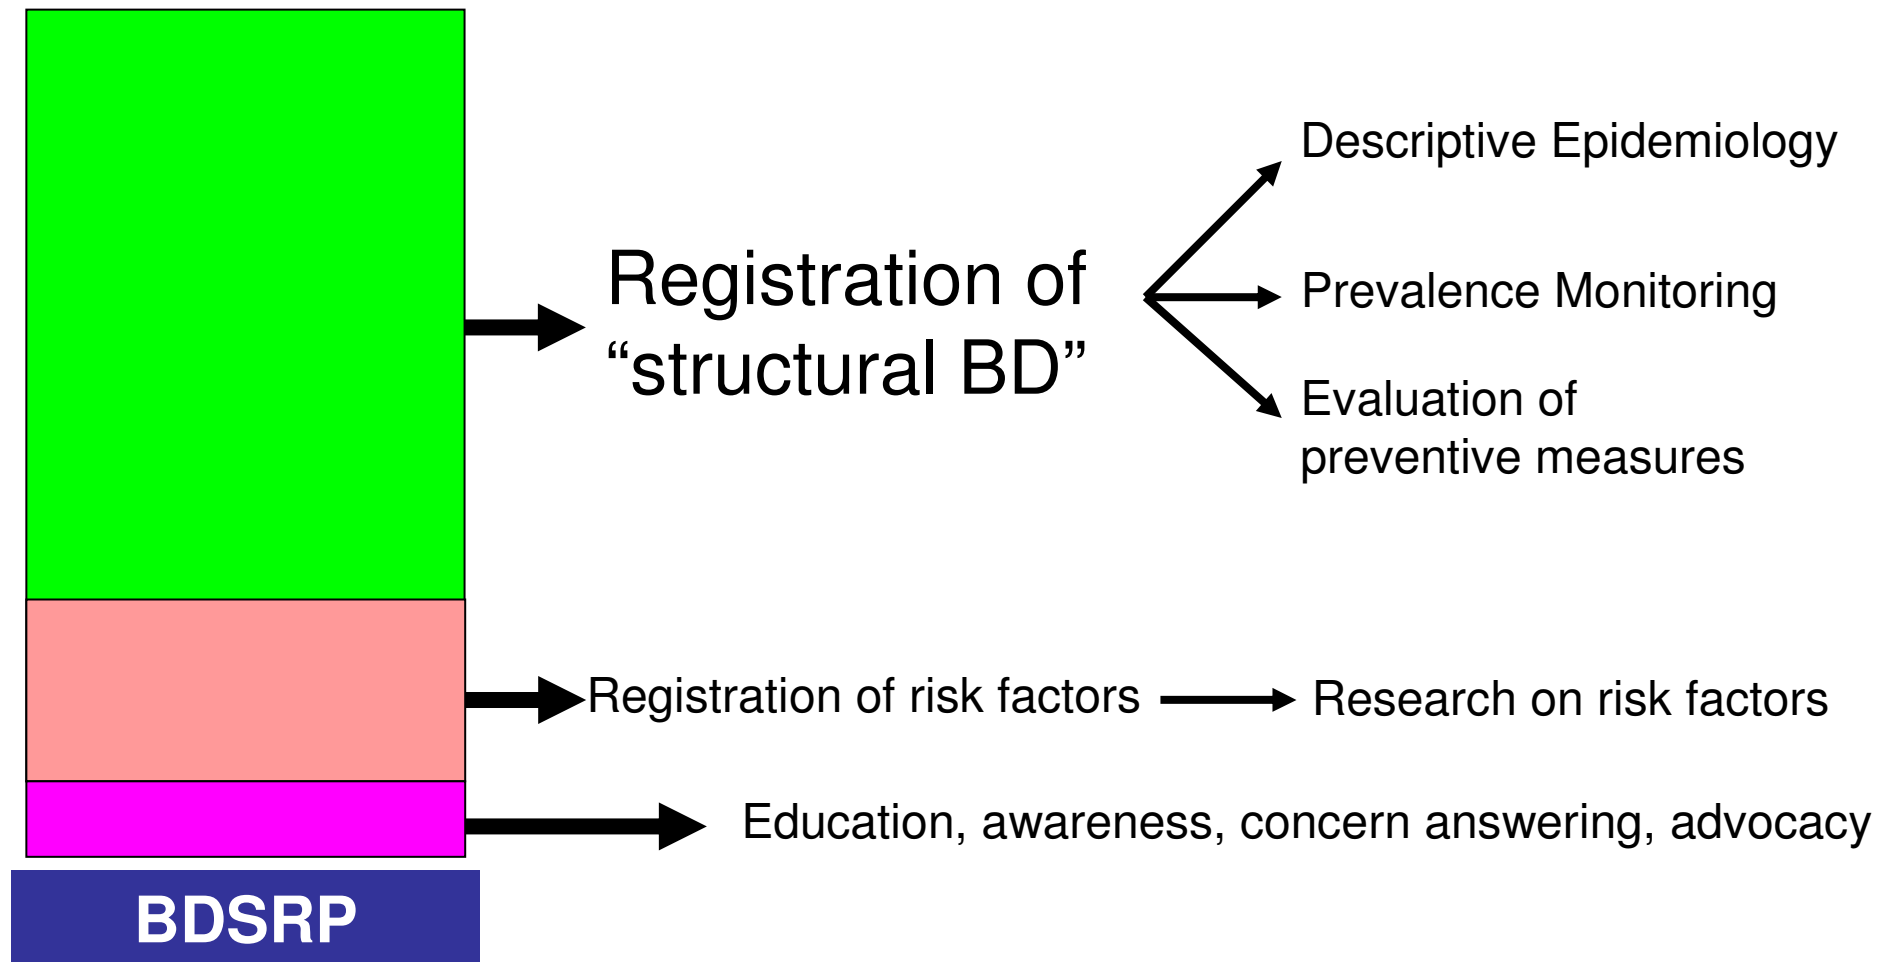 Descriptive Epidemiology
Registration of
“structural BD”
Prevalence Monitoring
Evaluation of
preventive measures
Registration of risk factors
Research on risk factors
Education, awareness, concern answering, advocacy
BDSRP